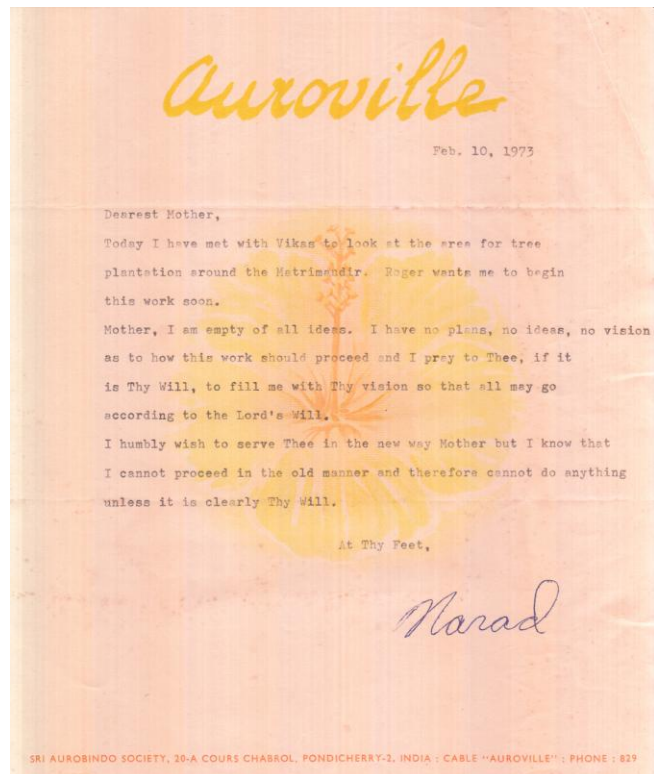 Auroville
Feb. 10, 1973
Dearest Mother,
Today I have met with Vikas to look at the area for tree
plantation around the Matrimandir. Roger wants me to begin
this work soon.
Mother, I am empty of all ideas. I have no plans, no ideas, no vision
as to how this work should proceed and I pray to Thee, if it
is Thy Will, to fill me with Thy vision so that all may go
according to the Lord's Will.
I humbly wish to serve Thee in the new way Mother but I know that
I cannot proceed in the old manner and therefore cannot do anything
unless it is clearly Thy Will.
At Thy Feet,
Narad
SRI AUROBINDO SOCIETY, 20-A COURS CHABROL, PONDICHERRY-2, INDIA : CABLE "AUROVILLE" : PHONE : 829